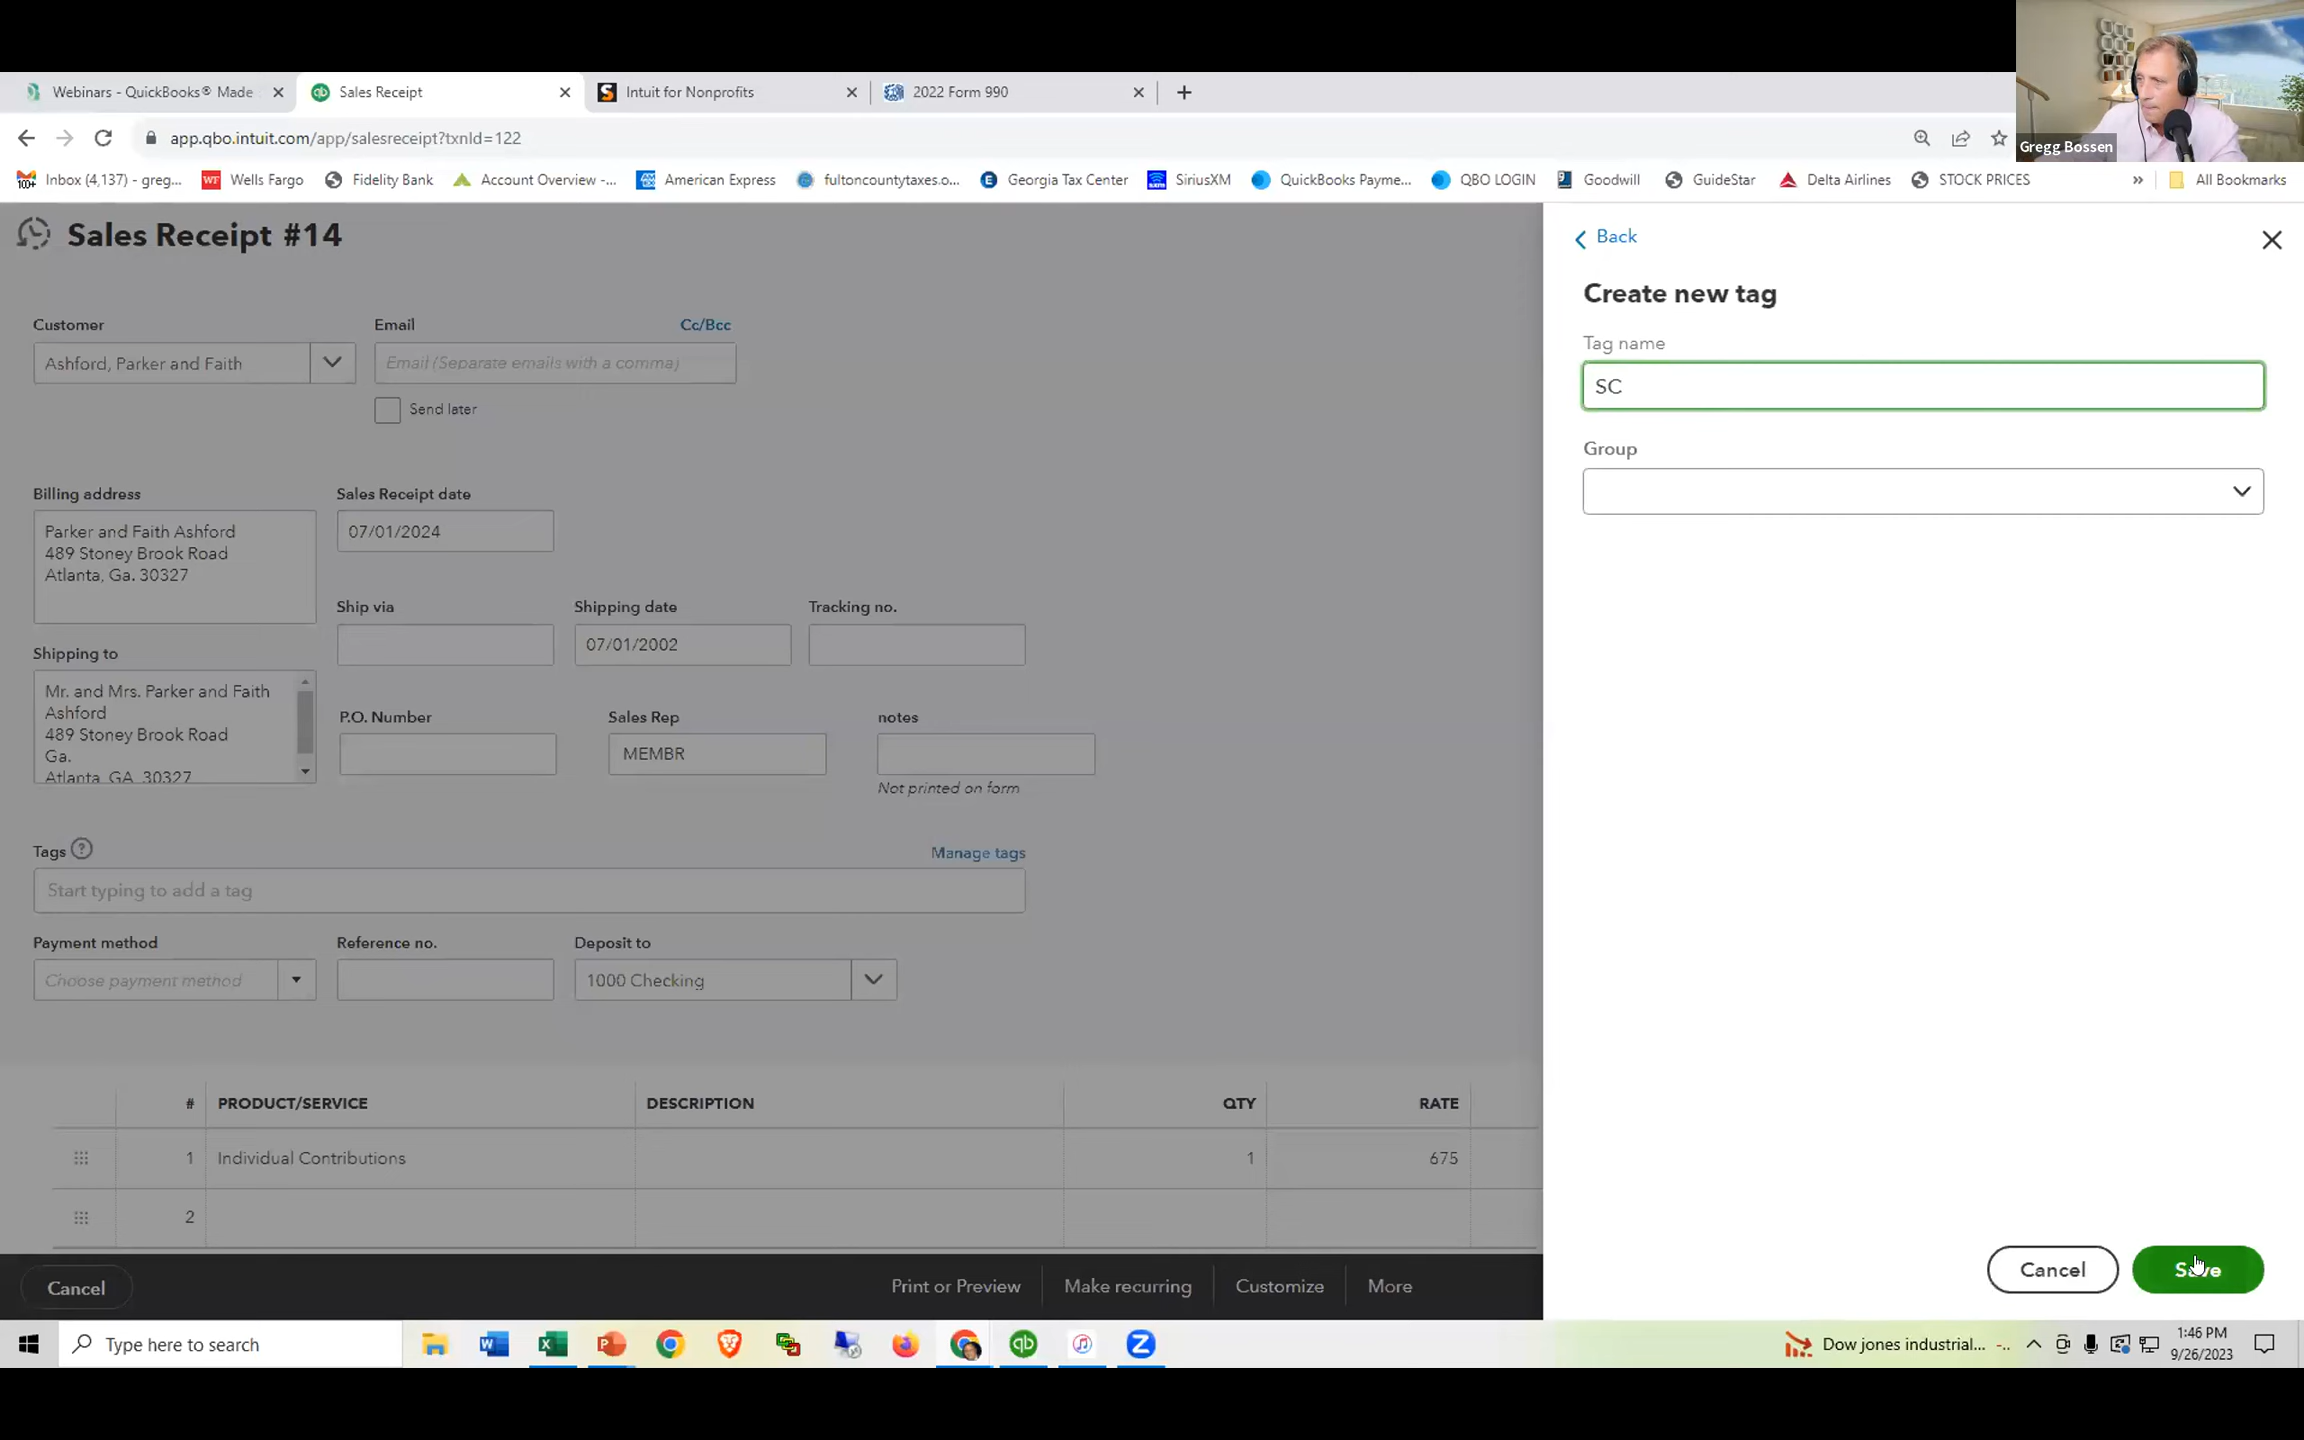 Webinars - QuickBooks® Made
Sales Receipt
Intuit for Nonprofits
2022 Form 990
Gregg Bossen
app.qbo.intuit.com/app/salesreceipt?txnId=122
100+
Inbox (4,137) - greg...
WF
Wells Fargo
Fidelity Bank
Account Overview -...
American Express
fultoncountytaxes.o...
Georgia Tax Center
SiriusXM
QuickBooks Payme...
QBO LOGIN
Goodwill
GuideStar
Delta Airlines
STOCK PRICES
»
All Bookmarks
Sales Receipt #14
Customer
Email
Cc/Bcc
Ashford, Parker and Faith
Email (Separate emails with a comma)
Send later
Billing address
Sales Receipt date
Parker and Faith Ashford
489 Stoney Brook Road
Atlanta, Ga. 30327
07/01/2024
Ship via
Shipping date
Tracking no.
07/01/2002
Shipping to
Mr. and Mrs. Parker and Faith
Ashford
489 Stoney Brook Road
Ga.
Atlanta, GA 30327
P.O. Number
Sales Rep
notes
MEMBR
Not printed on form
Tags ?
Manage tags
Start typing to add a tag
Payment method
Reference no.
Deposit to
Choose payment method
1000 Checking
#
PRODUCT/SERVICE
DESCRIPTION
QTY
RATE
1
Individual Contributions
1
675
2
Cancel
Print or Preview
Make recurring
Customize
More
Back
Create new tag
Tag name
SC
Group
Cancel
Save
Type here to search
Dow jones industrial... -..
1:46 PM
9/26/2023